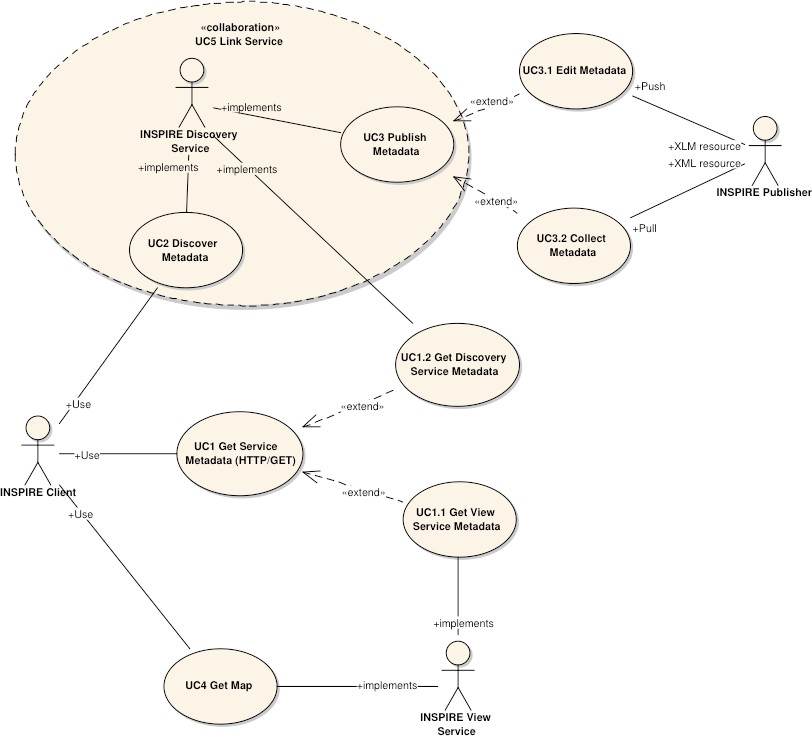 «collaboration»
UC5 Link Service
UC3.1 Edit Metadata
+Push
«extend»
+implements
INSPIRE Discovery
Service
UC3 Publish
Metadata
+XLM resource
+XML resource
INSPIRE Publisher
+implements
+implements
«extend»
+Pull
UC3.2 Collect
Metadata
UC2 Discover
Metadata
UC1.2 Get Discovery
Service Metadata
+Use
«extend»
UC1 Get Service
Metadata (HTTP/GET)
+Use
INSPIRE Client
«extend»
+Use
UC1.1 Get View
Service Metadata
+implements
UC4 Get Map
+implements
INSPIRE View
Service